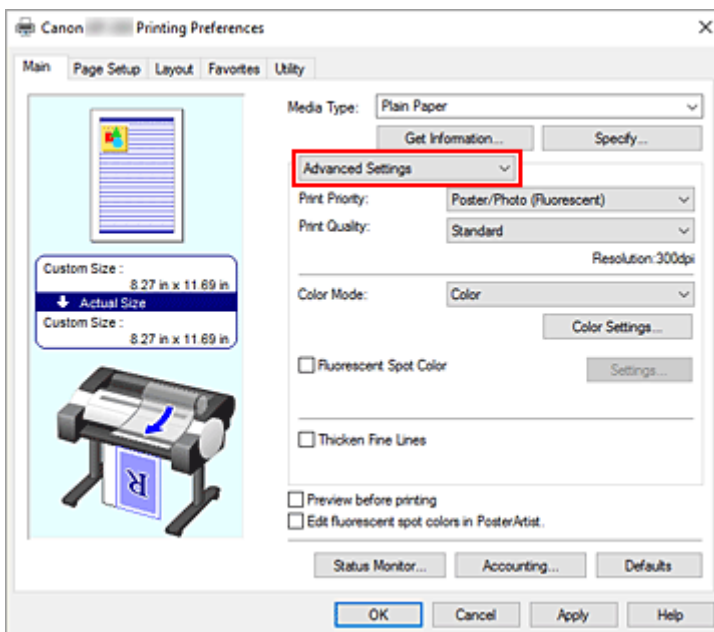 Canon Printing Preferences
Main Page Setup Layout Favorites Utility
Media Type: Plain Paper
Get Information... Specify...
Advanced Settings
Print Priority: Poster/Photo (Fluorescent)
Print Quality: Standard
Resolution:300dpi
Custom Size :
8.27 in x 11.69 in
Actual Size
Custom Size :
8.27 in x 11.69 in
Color Mode: Color
Color Settings...
Fluorescent Spot Color Settings...
Thicken Fine Lines
R
Preview before printing
Edit fluorescent spot colors in PosterArtist.
Status Monitor... Accounting... Defaults
OK Cancel Apply Help